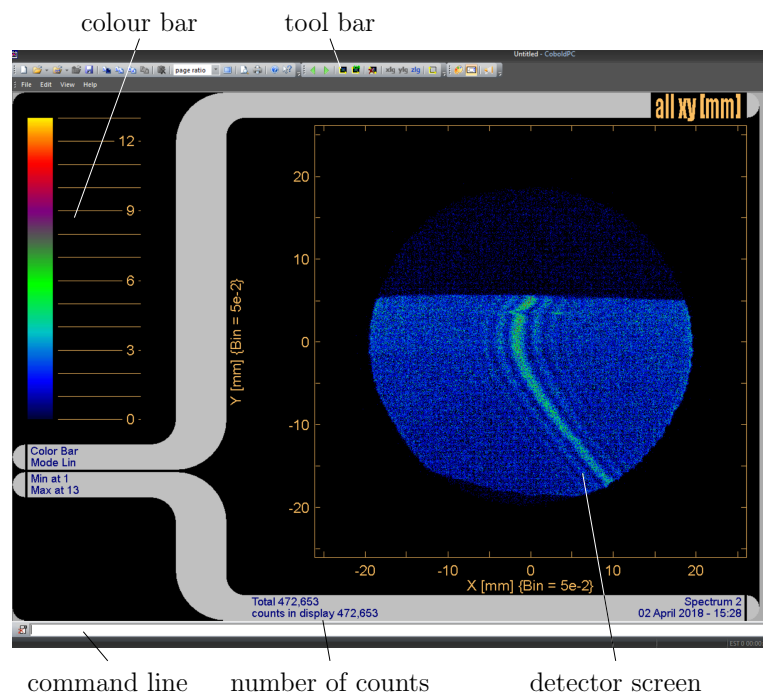 colour bar
tool bar
Untitled - CoboldPC
page ratio
xfg yfg zfg
File Edit View Help
all xy [mm]
12
9
6
3
0
Y [mm] {Bin = 5e-2}
20
10
0
-10
-20
-20 -10 0 10 20
X [mm] {Bin = 5e-2}
Color Bar
Mode Lin
Min at 1
Max at 13
Total 472,653
counts in display 472,653
Spectrum 2
02 April 2018 - 15:28
command line
number of counts
detector screen